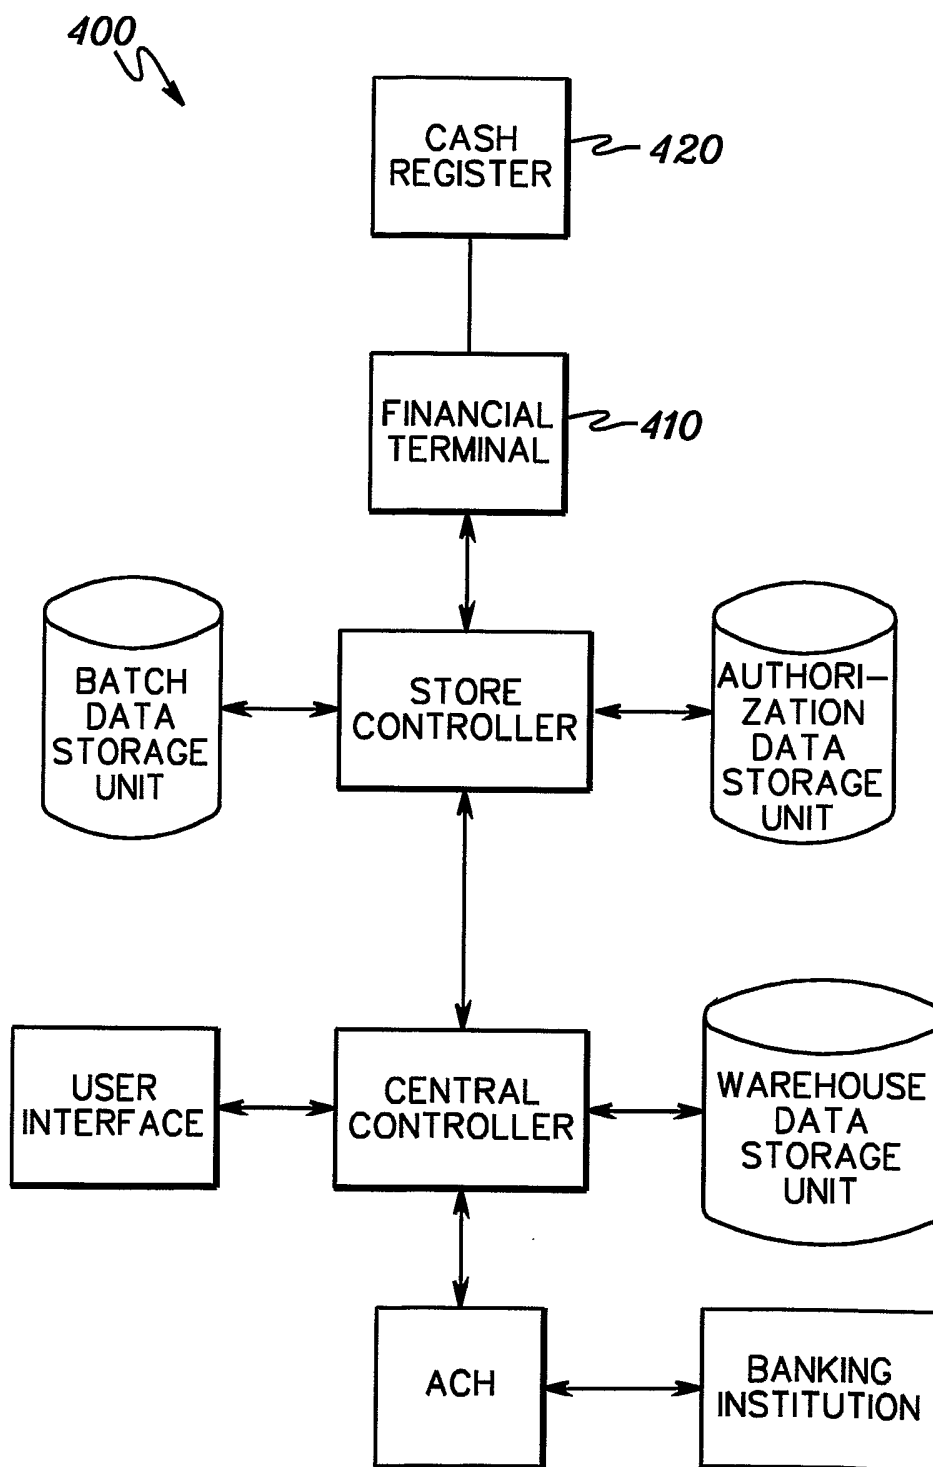 400
CASH
REGISTER
420
FINANCIAL
TERMINAL
410
BATCH
DATA
STORAGE
UNIT
STORE
CONTROLLER
AUTHORI-
ZATION
DATA
STORAGE
UNIT
USER
INTERFACE
CENTRAL
CONTROLLER
WAREHOUSE
DATA
STORAGE
UNIT
ACH
BANKING
INSTITUTION